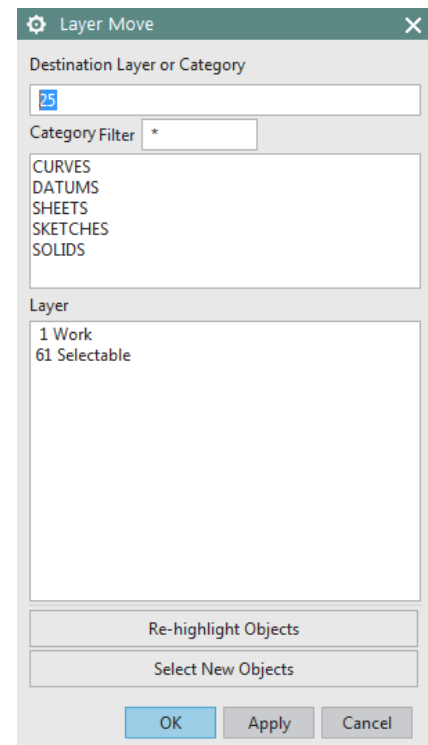 Layer Move
Destination Layer or Category
25
Category Filter *
CURVES
DATUMS
SHEETS
SKETCHES
SOLIDS
Layer
1 Work
61 Selectable
Re-highlight Objects
Select New Objects
OK Apply Cancel